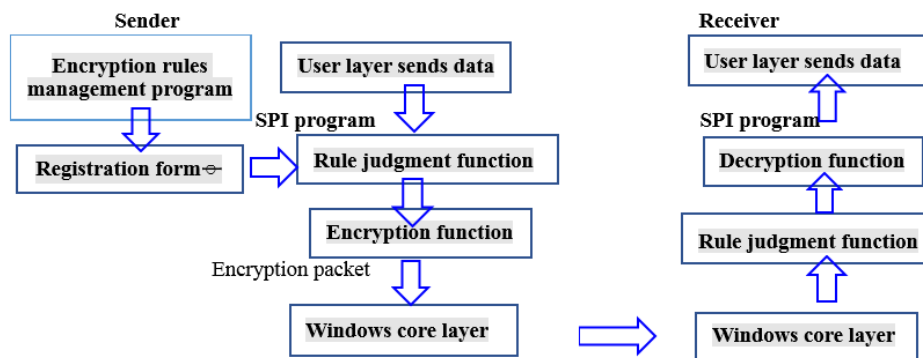 Sender
Receiver
Encryption rules
management program
User layer sends data
User layer sends data
SPI program
SPI program
Registration form
Rule judgment function
Decryption function
Encryption function
Rule judgment function
Encryption packet
Windows core layer
Windows core layer